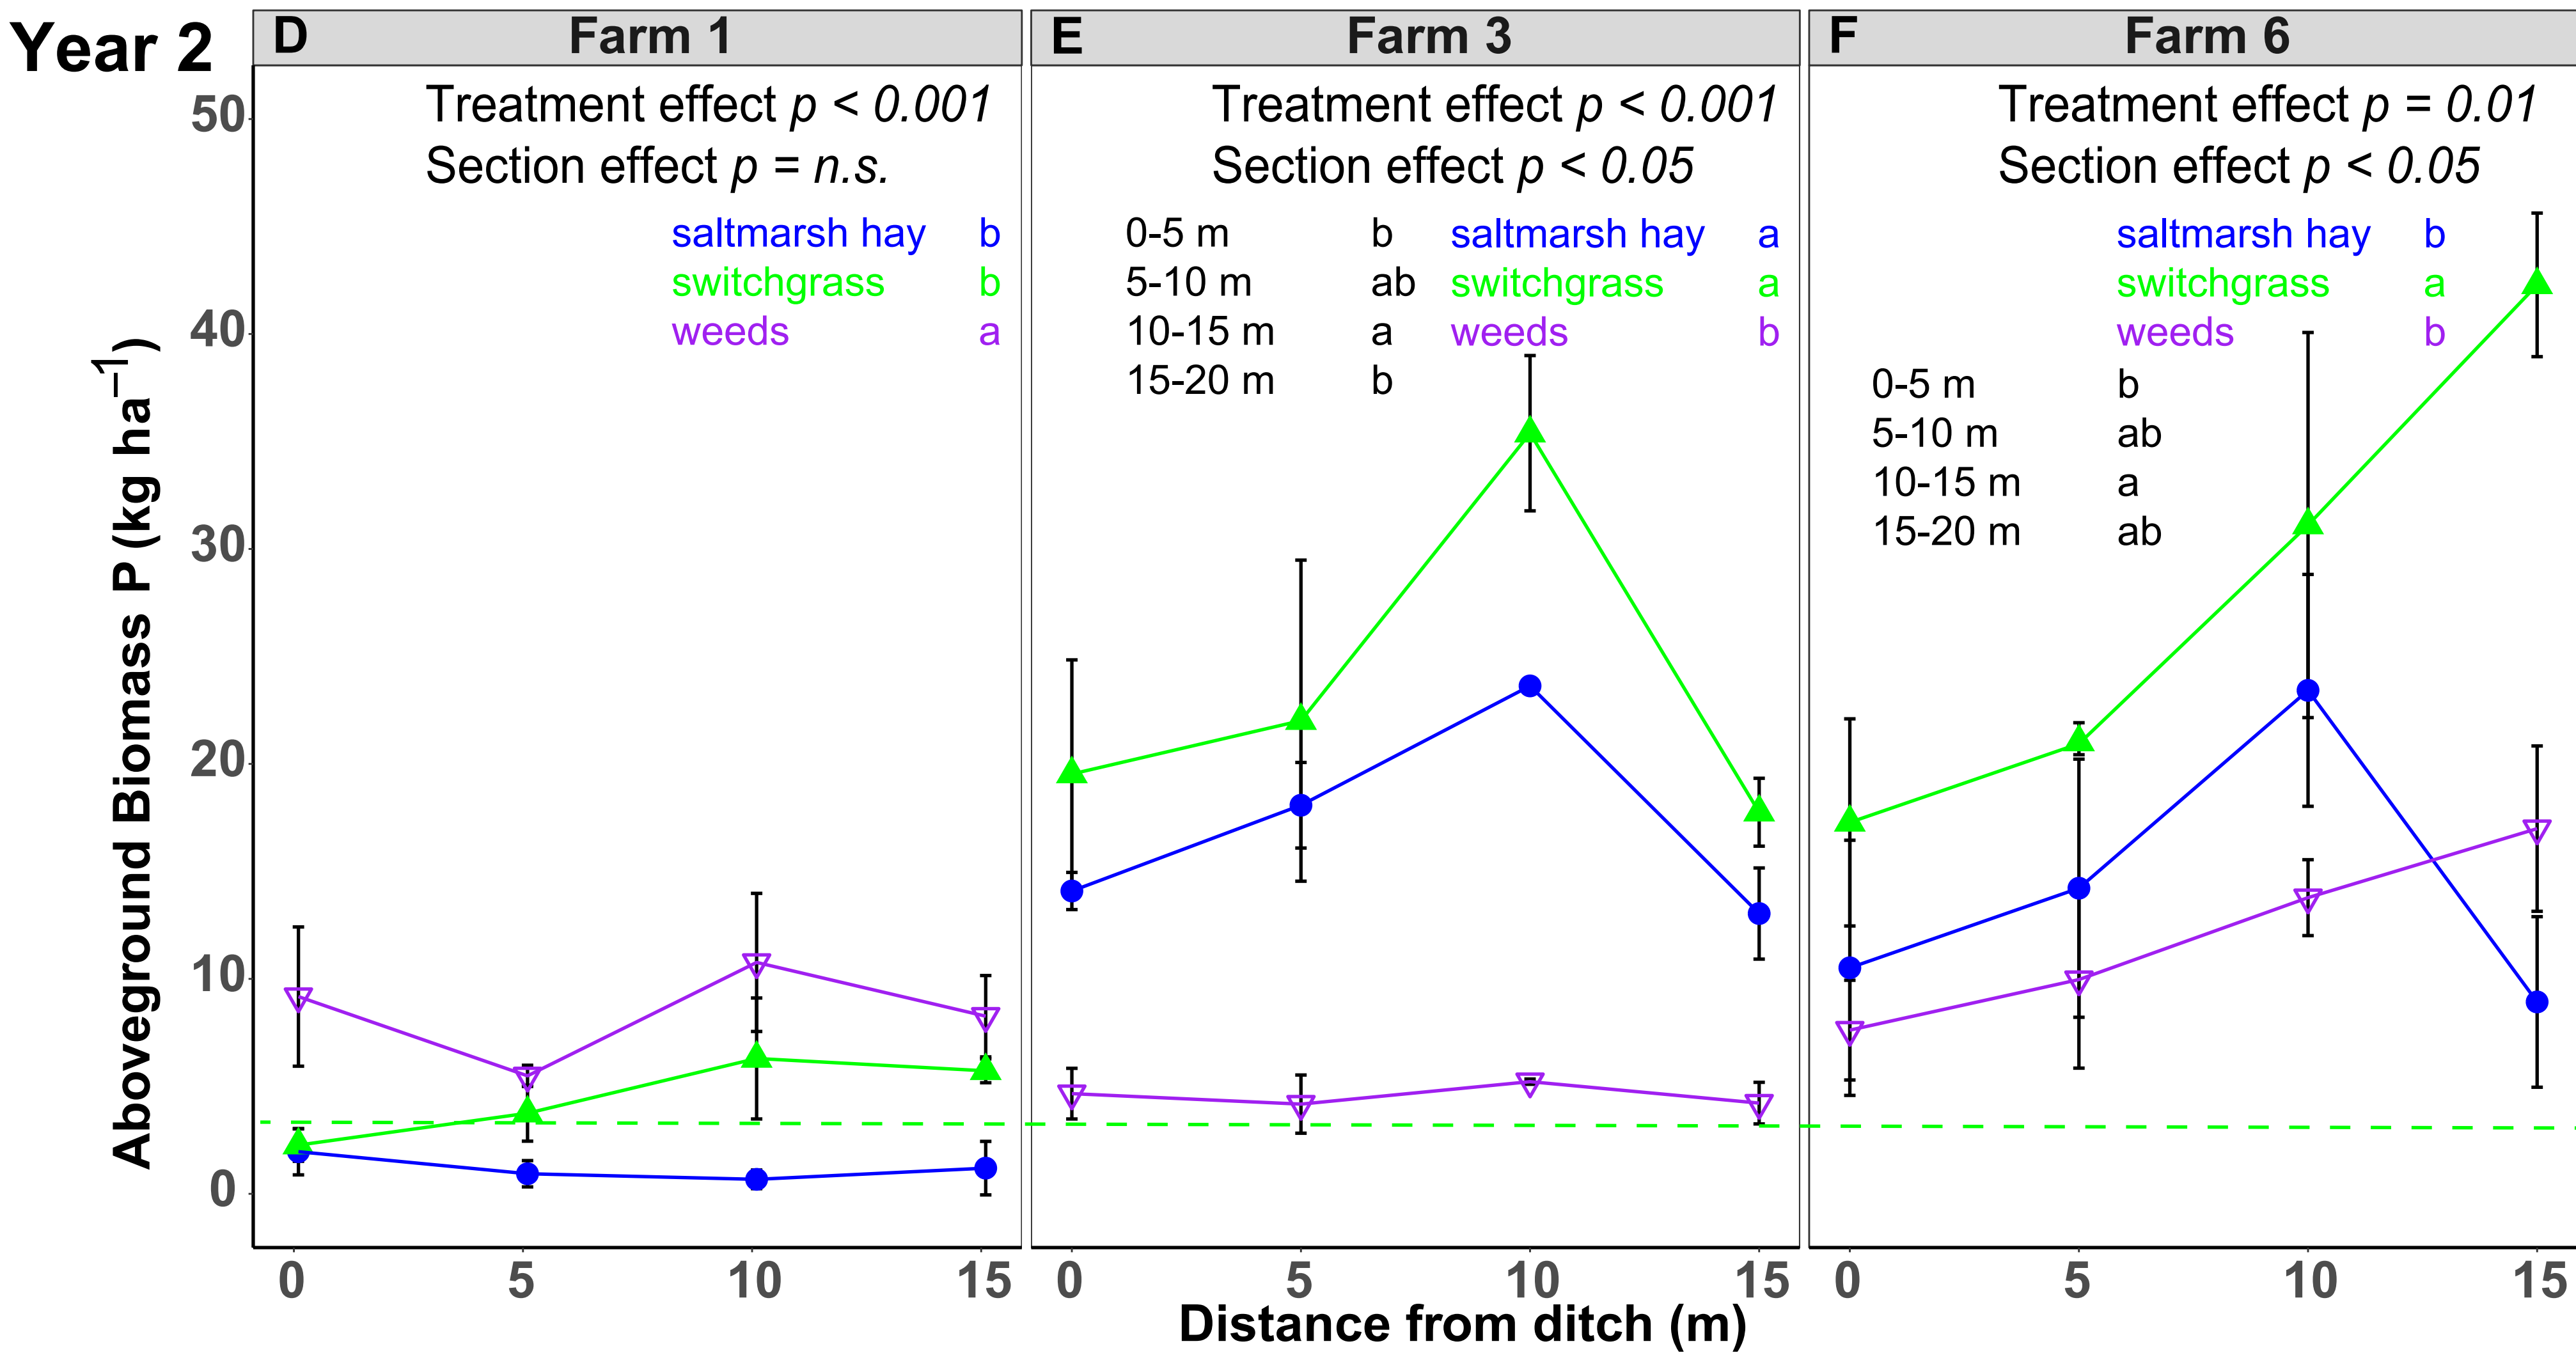 Year 2
D Farm 1
E Farm 3
F Farm 6
Treatment effect p < 0.001
Section effect p = n.s.
saltmarsh hay b
switchgrass b
weeds a
Treatment effect p < 0.001
Section effect p < 0.05
0-5 m b
5-10 m ab
10-15 m a
15-20 m b
saltmarsh hay a
switchgrass a
weeds b
Treatment effect p = 0.01
Section effect p < 0.05
saltmarsh hay b
switchgrass a
weeds b
0-5 m b
5-10 m ab
10-15 m a
15-20 m ab
Aboveground Biomass P (kg ha⁻¹)
50
40
30
20
10
0
0 5 10 15
0 5 10 15
0 5 10 15
Distance from ditch (m)